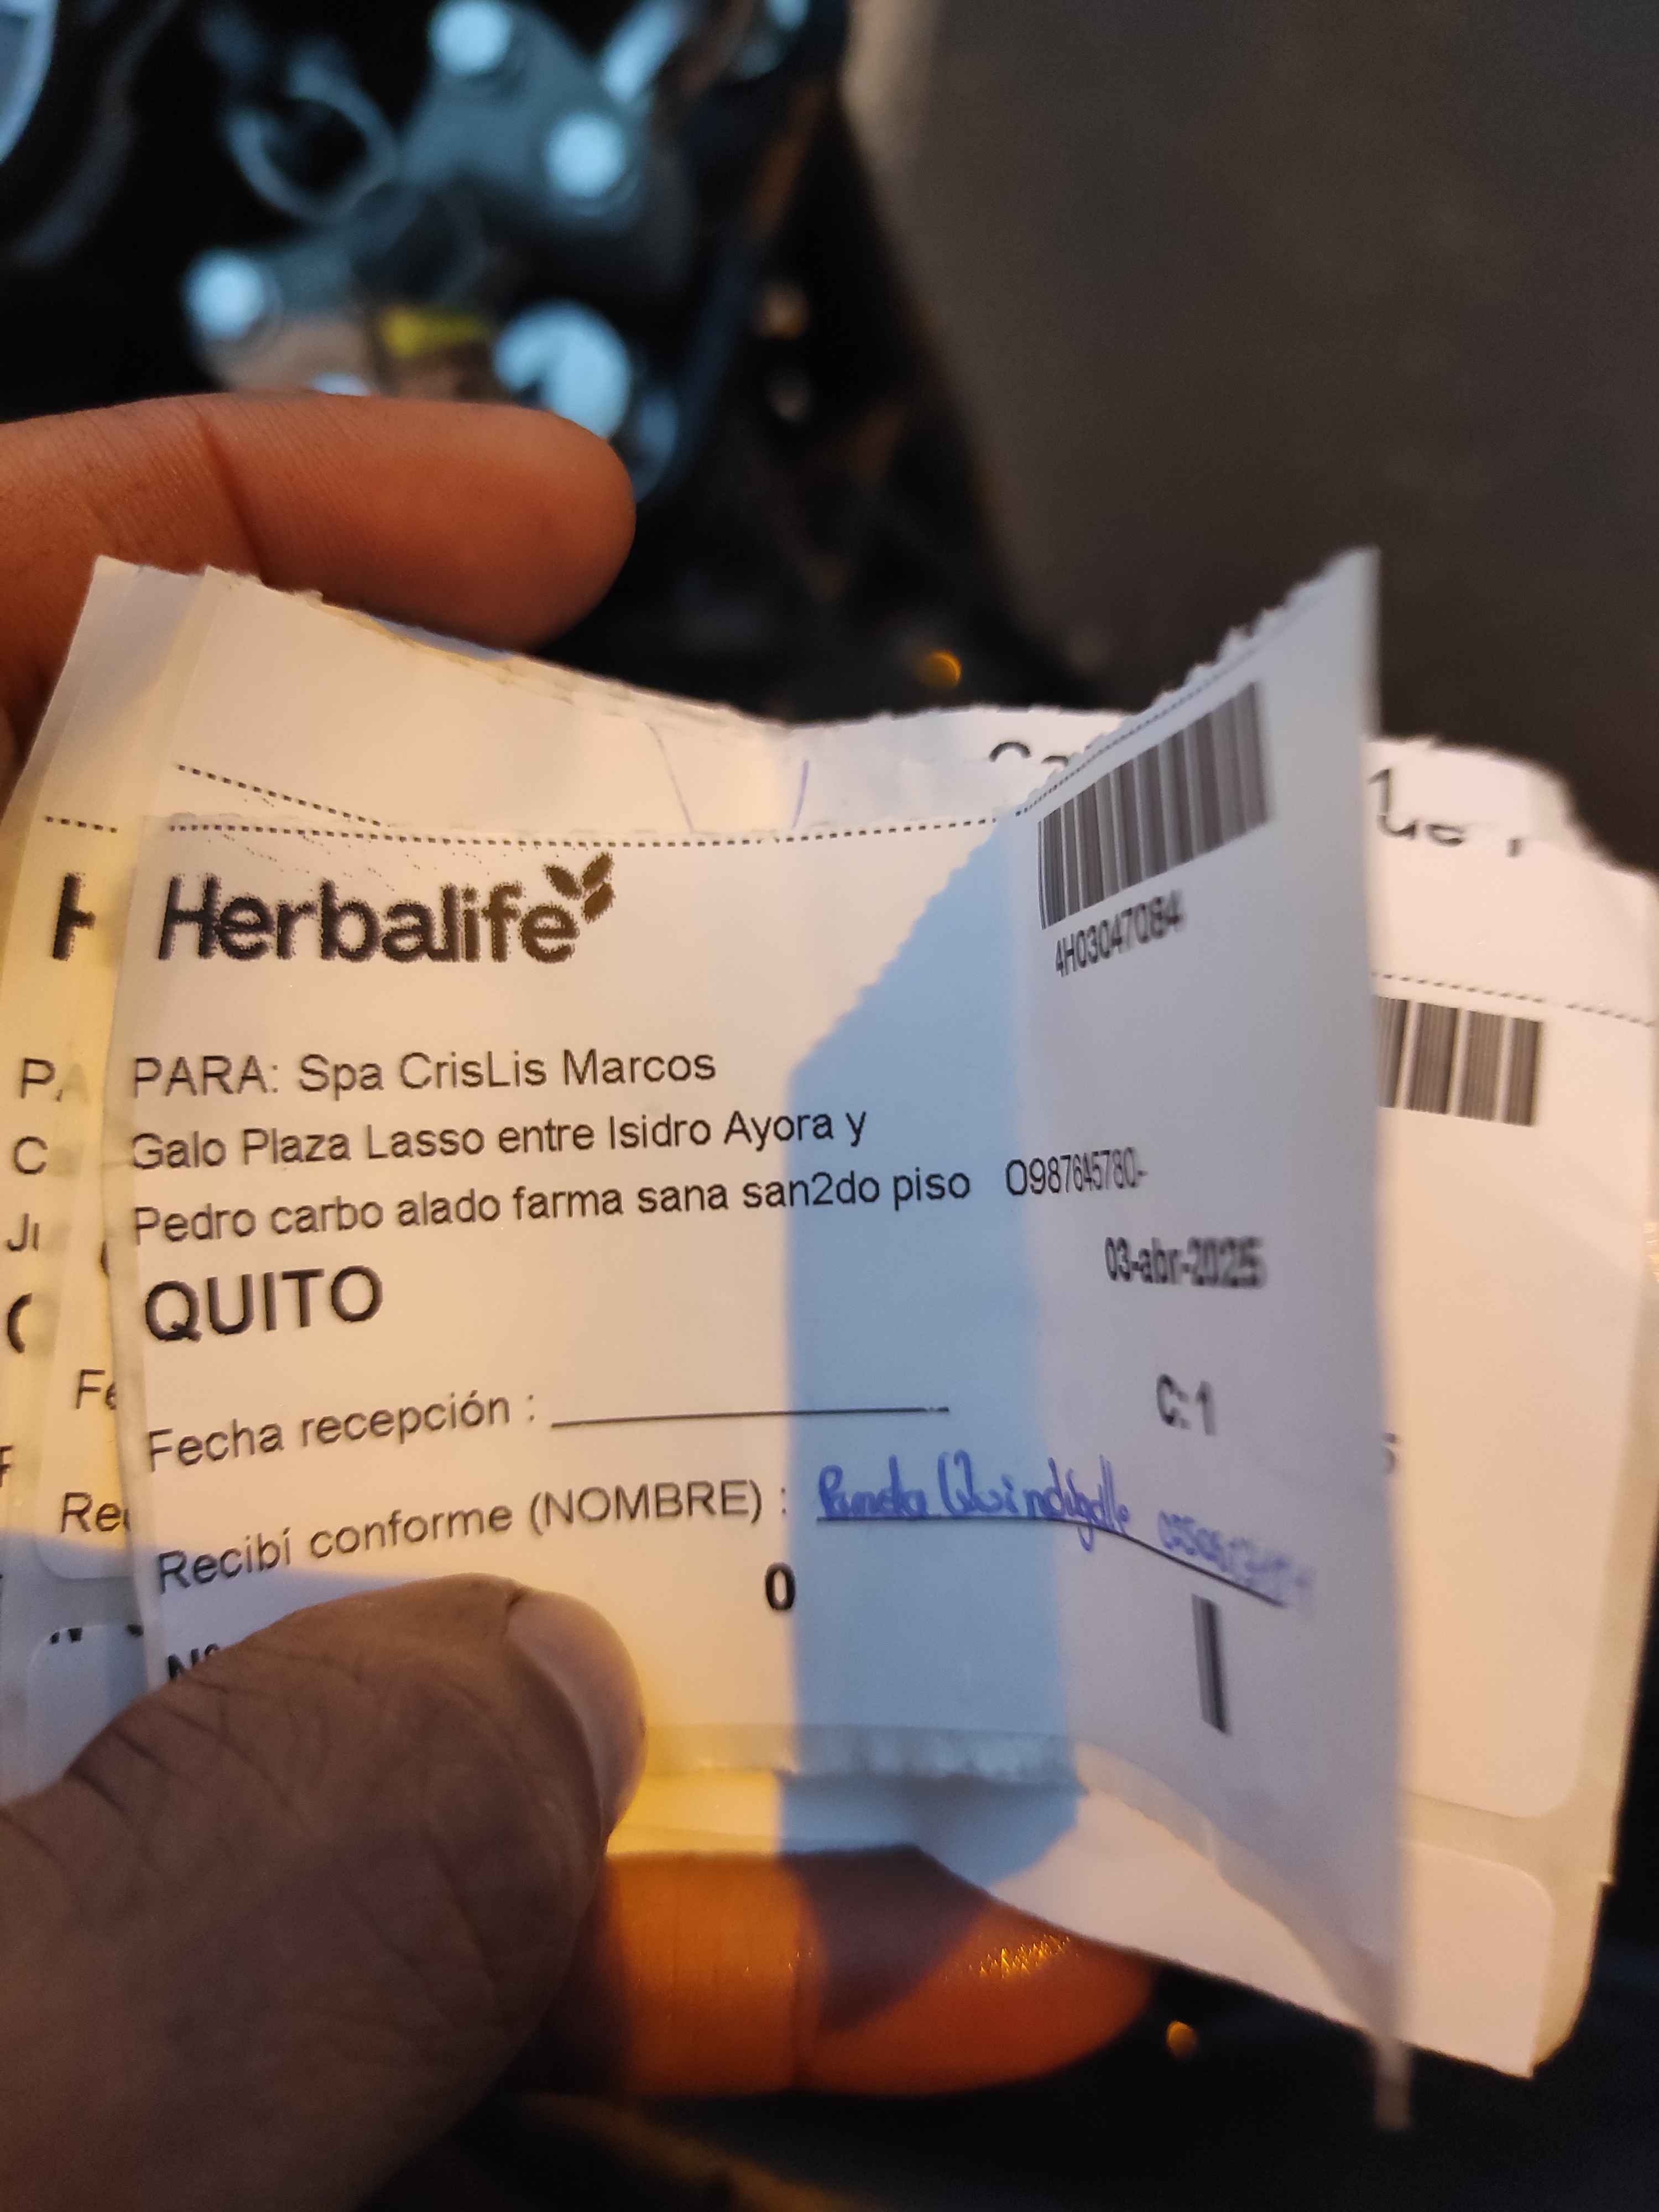 Herbalife
4H03047084
PARA: Spa CrisLis Marcos
Galo Plaza Lasso entre Isidro Ayora y
Pedro carbo alado farma sana san2do piso
03-abr-2025
QUITO
C: 1
Fecha recepción :
Recibí conforme (NOMBRE) :
0